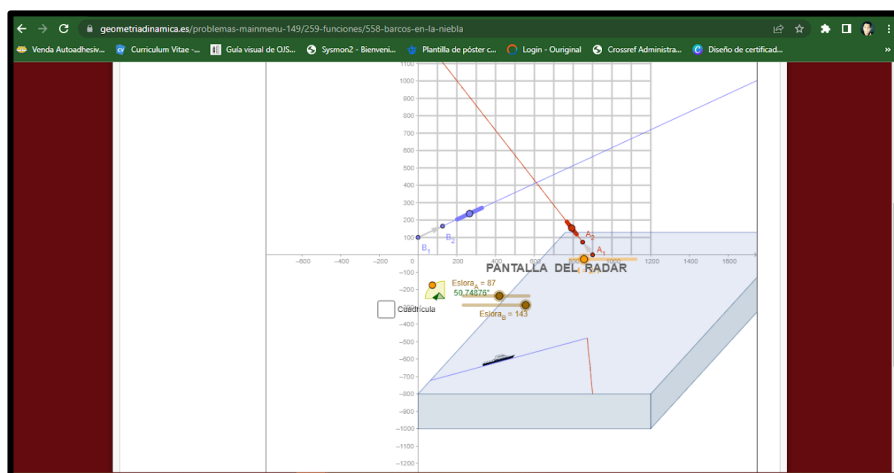 geometriadinamica.es/problemas-mainmenu-149/259-funciones/558-barcos-en-la-niebla
Venda Autoadhesiv... Curriculum Vitae -... Guía visual de OJS... Sysmon2 - Bienveni... Plantilla de póster c... Login - Ouriginal Crossref Administra... Diseño de certificad... »
1100
1000
900
800
700
600
500
400
300
200
B₂ A₂
100
B₁ A₁
−800 −600 −400 −200 0 200 400 600 800 1200 1400 1600
−100
PANTALLA DEL RADAR
−200
Eslora_A = 87
50.74876°
−300
Cuadrícula
Eslora_B = 143
−400
−500
−600
−700
−800
−900
−1000
−1100
−1200